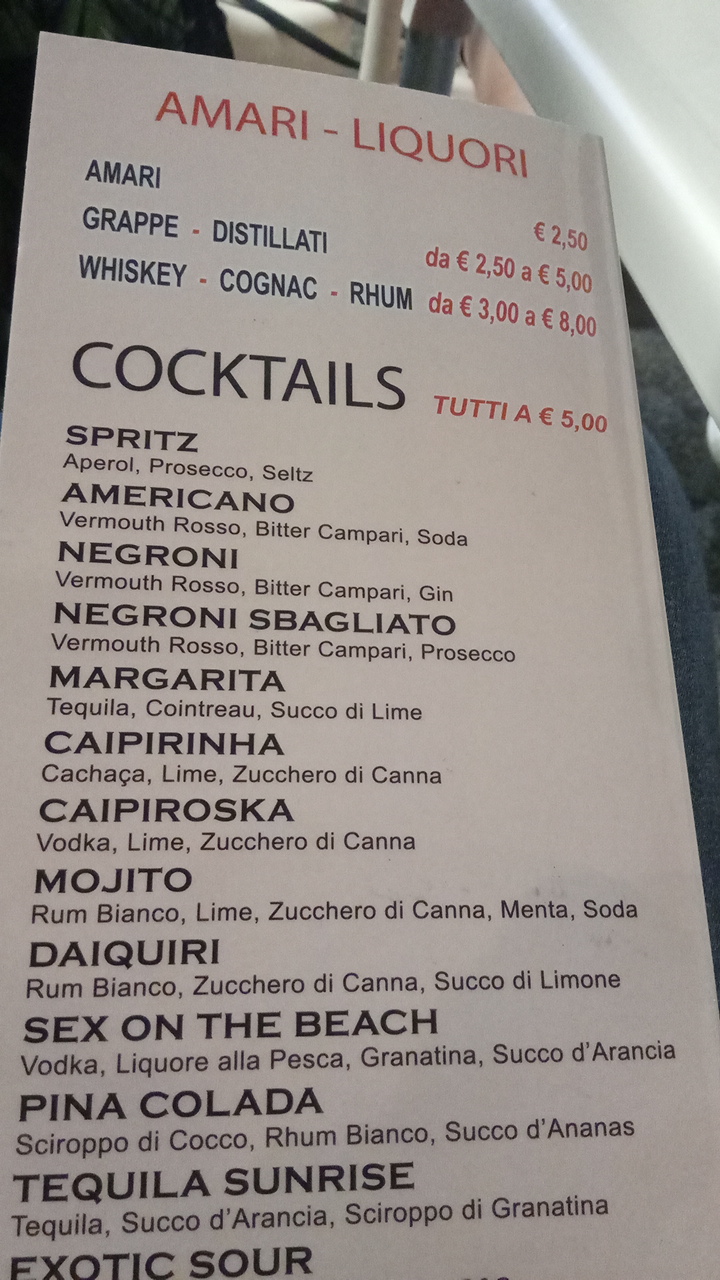 AMARI - LIQUORI
AMARI € 2,50
GRAPPE - DISTILLATI da € 2,50 a € 5,00
WHISKEY - COGNAC - RHUM da € 3,00 a € 8,00
COCKTAILS TUTTI A € 5,00
SPRITZ
Aperol, Prosecco, Seltz
AMERICANO
Vermouth Rosso, Bitter Campari, Soda
NEGRONI
Vermouth Rosso, Bitter Campari, Gin
NEGRONI SBAGLIATO
Vermouth Rosso, Bitter Campari, Prosecco
MARGARITA
Tequila, Cointreau, Succo di Lime
CAIPIRINHA
Cachaça, Lime, Zucchero di Canna
CAIPIROSKA
Vodka, Lime, Zucchero di Canna
MOJITO
Rum Bianco, Lime, Zucchero di Canna, Menta, Soda
DAIQUIRI
Rum Bianco, Zucchero di Canna, Succo di Limone
SEX ON THE BEACH
Vodka, Liquore alla Pesca, Granatina, Succo d'Arancia
PINA COLADA
Sciroppo di Cocco, Rhum Bianco, Succo d'Ananas
TEQUILA SUNRISE
Tequila, Succo d'Arancia, Sciroppo di Granatina
EXOTIC SOUR